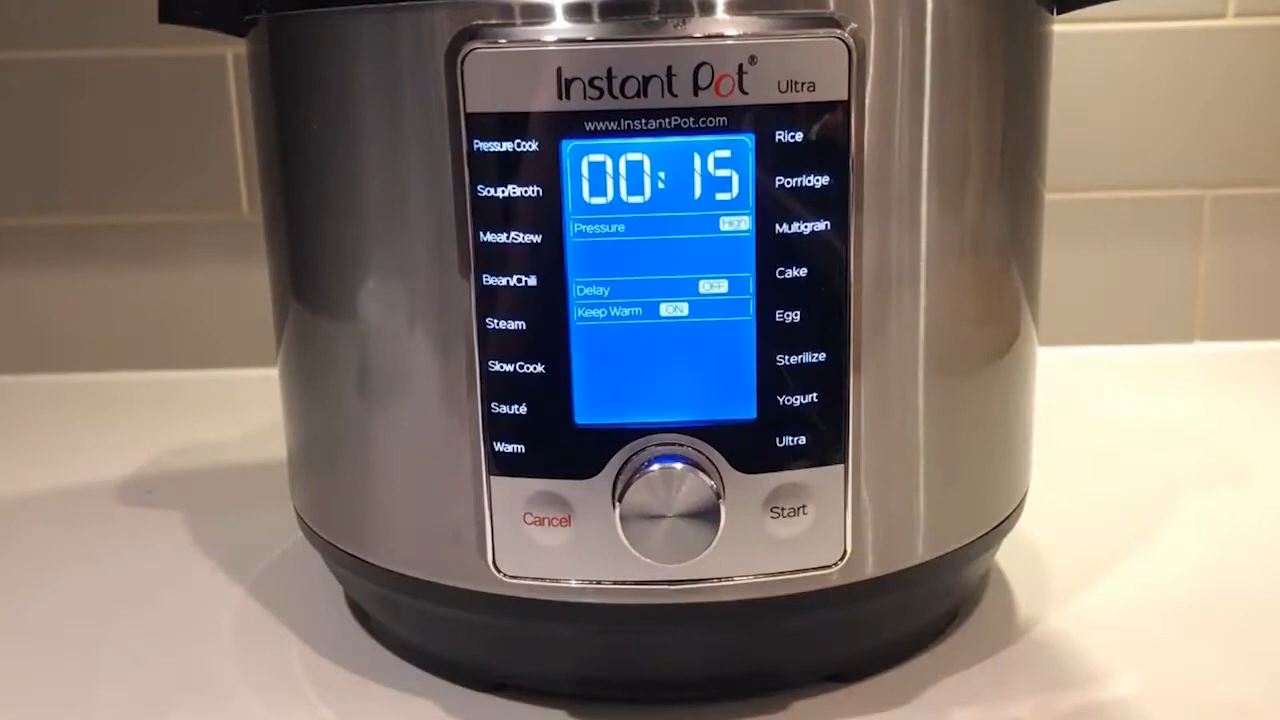 Instant Pot® Ultra
www.InstantPot.com
Pressure Cook
Soup/Broth
Meat/Stew
Bean/Chili
Steam
Slow Cook
Sauté
Warm
00:15
Pressure High
Delay OFF
Keep Warm ON
Rice
Porridge
Multigrain
Cake
Egg
Sterilize
Yogurt
Ultra
Cancel
Start